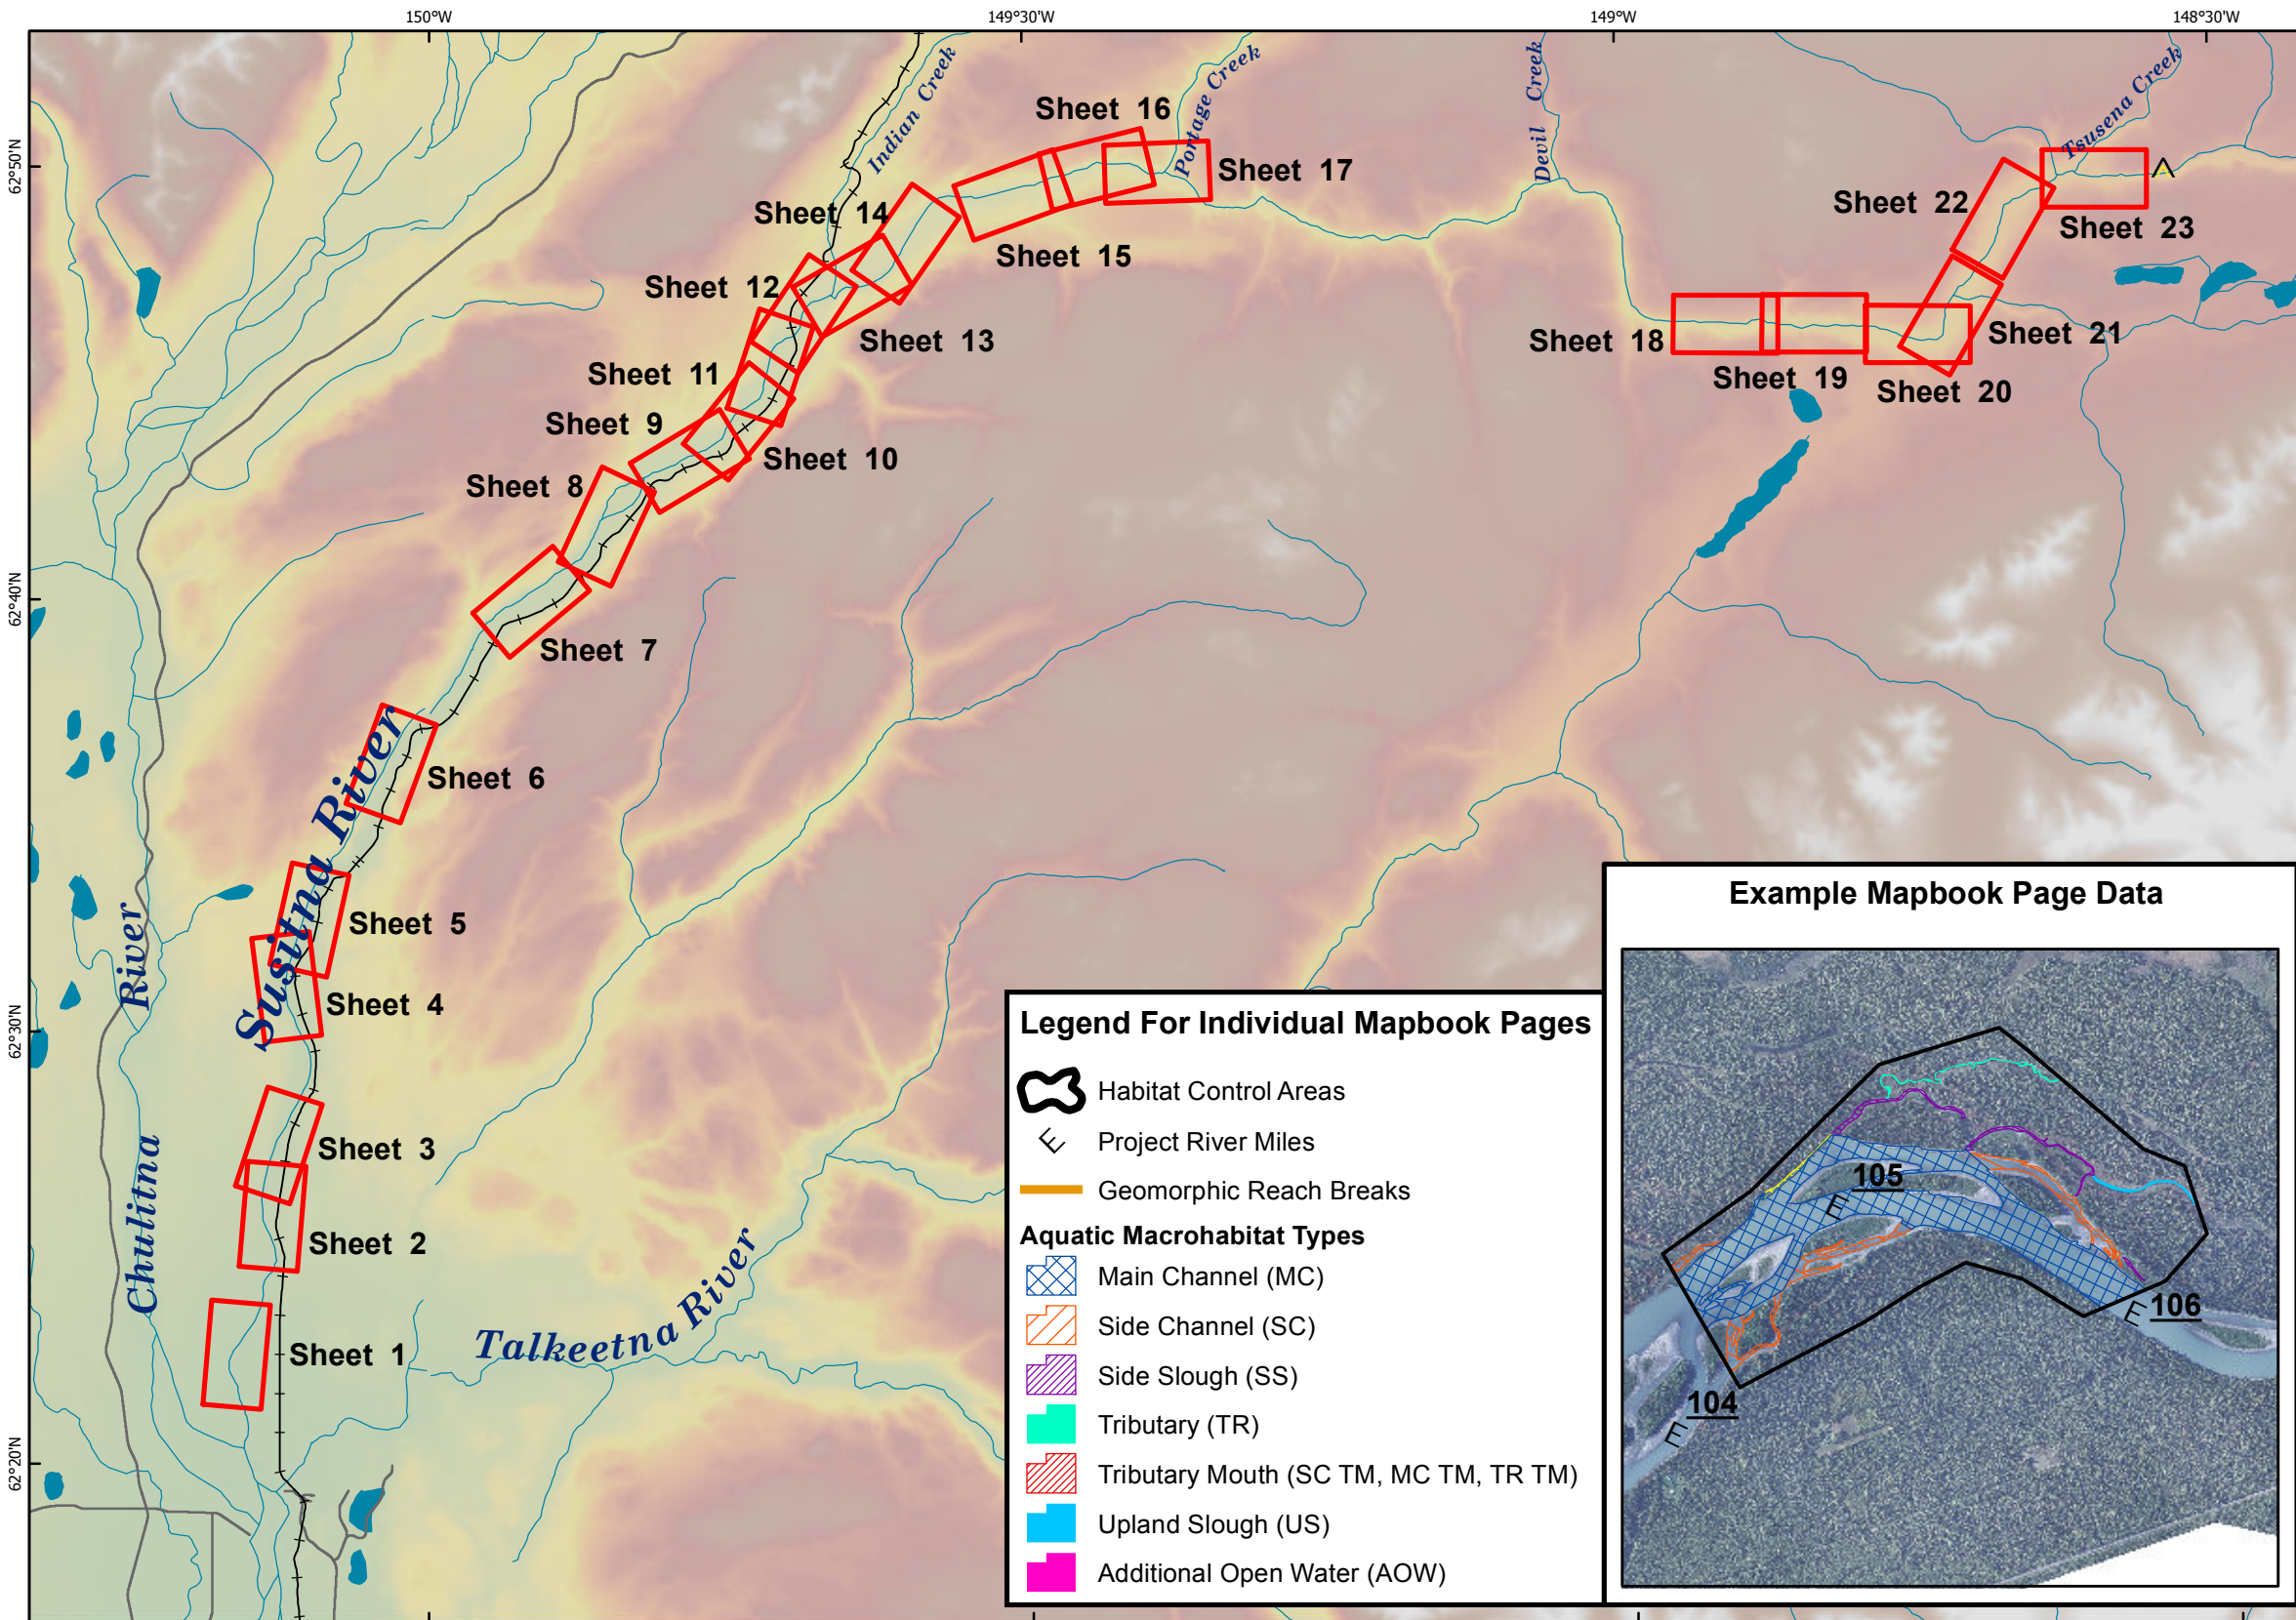 150°W
149°30'W
149°W
148°30'W
62°50'N
62°40'N
62°30'N
62°20'N
Indian Creek
Portage Creek
Devil Creek
Tsusena Creek
Sheet 16
Sheet 17
Sheet 14
Sheet 15
Sheet 22
Sheet 23
Sheet 12
Sheet 13
Sheet 18
Sheet 19
Sheet 21
Sheet 20
Sheet 11
Sheet 9
Sheet 10
Sheet 8
Sheet 7
Sheet 6
Susitna River
Sheet 5
Sheet 4
Sheet 3
Sheet 2
Sheet 1
Chulitna River
Talkeetna River
Legend For Individual Mapbook Pages
Habitat Control Areas
E Project River Miles
Geomorphic Reach Breaks
Aquatic Macrohabitat Types
Main Channel (MC)
Side Channel (SC)
Side Slough (SS)
Tributary (TR)
Tributary Mouth (SC TM, MC TM, TR TM)
Upland Slough (US)
Additional Open Water (AOW)
Example Mapbook Page Data
105
E
106
E
104
E